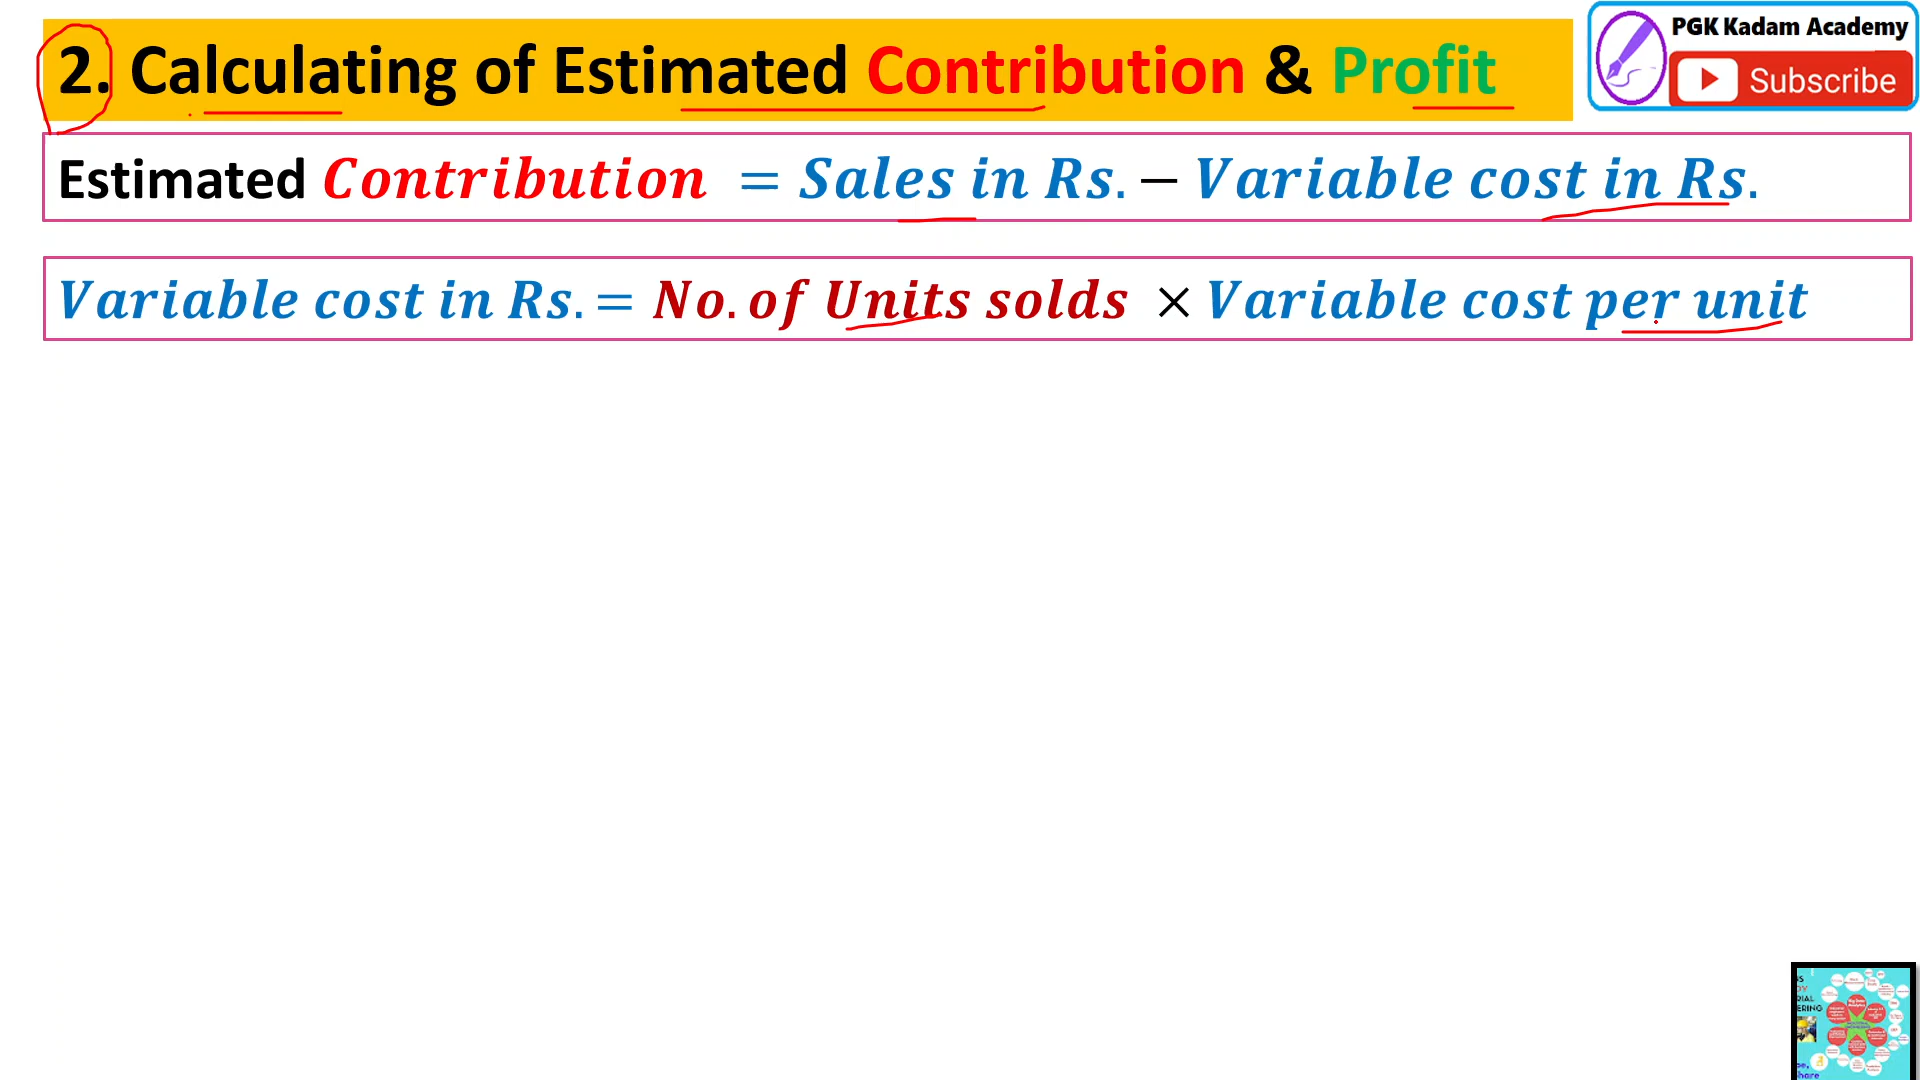 2. Calculating of Estimated Contribution & Profit
PGK Kadam Academy
Subscribe
Estimated Contribution = Sales in Rs. − Variable cost in Rs.
Variable cost in Rs. = No. of Units solds × Variable cost per unit